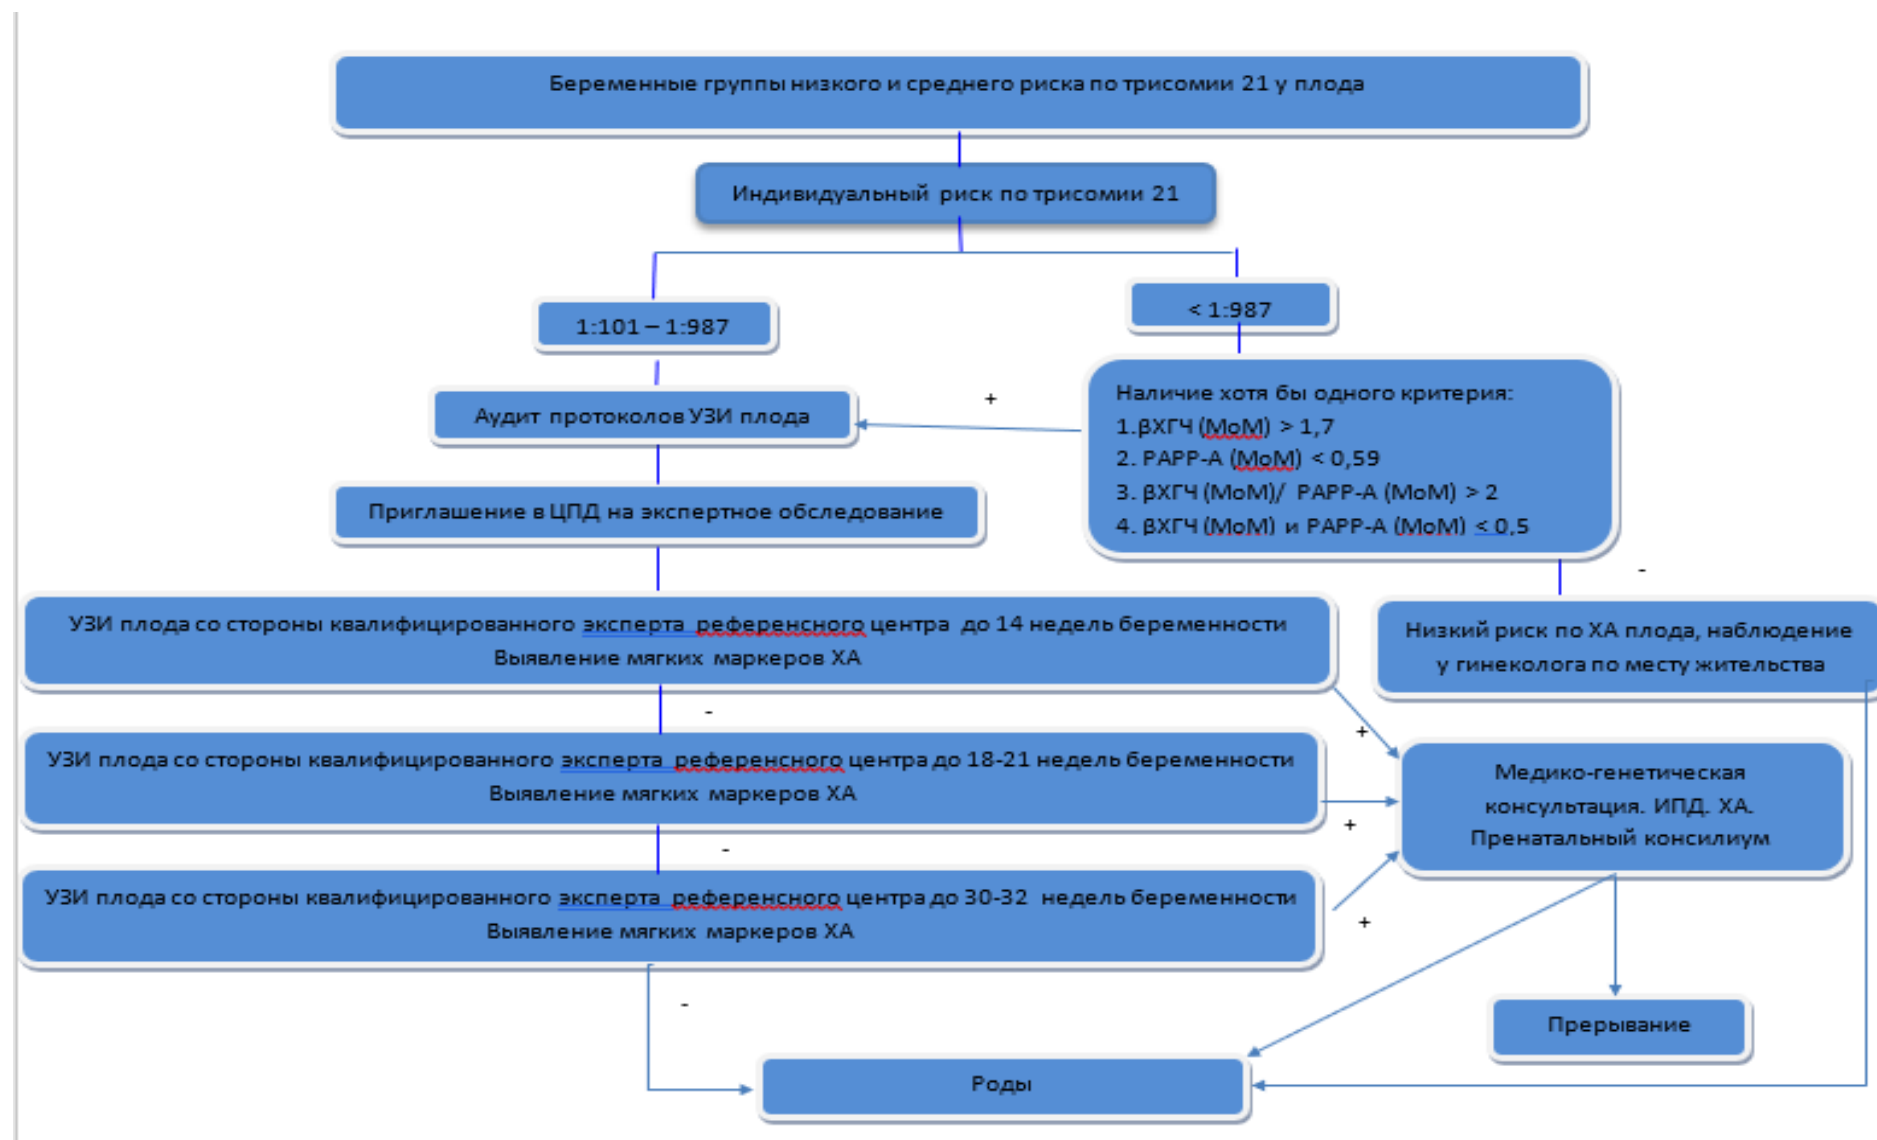 Беременные группы низкого и среднего риска по трисомии 21 у плода
Индивидуальный риск по трисомии 21
1:101 – 1:987
< 1:987
Аудит протоколов УЗИ плода
+
Наличие хотя бы одного критерия:
1.βХГЧ (МоМ) > 1,7
2. РАРР-А (МоМ) < 0,59
3. βХГЧ (МоМ)/ РАРР-А (МоМ) > 2
4. βХГЧ (МоМ) и РАРР-А (МоМ) ≤ 0,5
Приглашение в ЦПД на экспертное обследование
-
УЗИ плода со стороны квалифицированного эксперта референсного центра до 14 недель беременности
Выявление мягких маркеров ХА
Низкий риск по ХА плода, наблюдение
у гинеколога по месту жительства
-
+
УЗИ плода со стороны квалифицированного эксперта референсного центра до 18-21 недель беременности
Выявление мягких маркеров ХА
+
Медико-генетическая
консультация. ИПД. ХА.
Пренатальный консилиум
-
УЗИ плода со стороны квалифицированного эксперта референсного центра до 30-32 недель беременности
Выявление мягких маркеров ХА
+
-
Прерывание
Роды